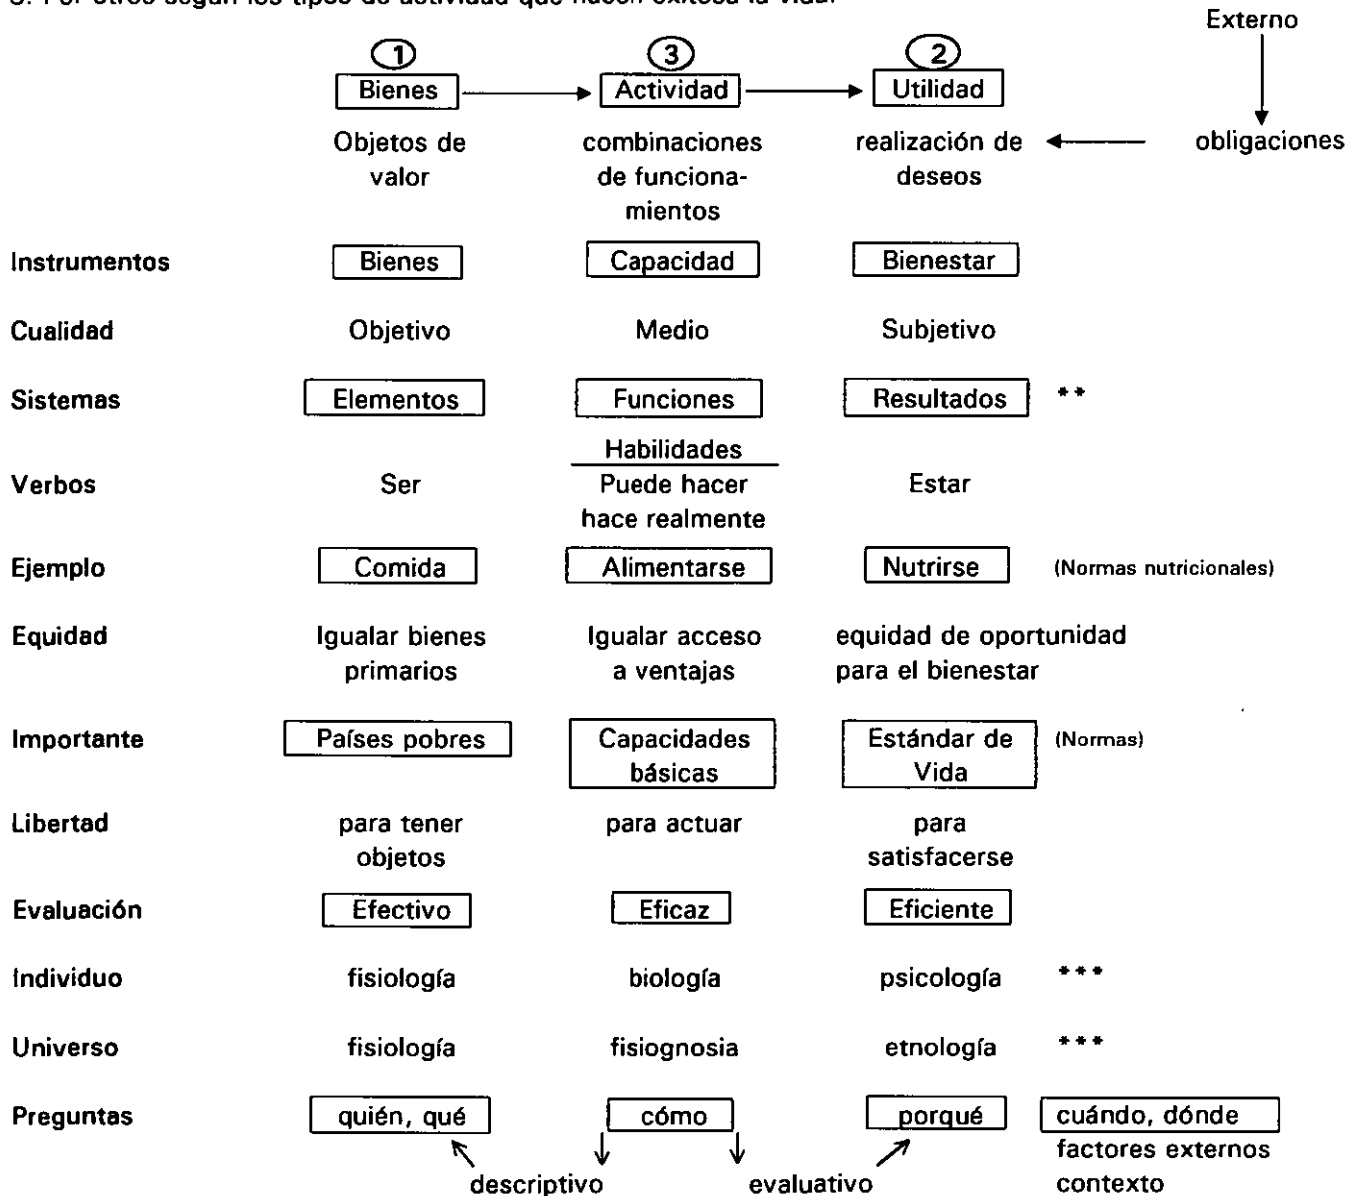 3. Por otros según los tipos de actividad que hacen exitosa la vida.
Externo
1 3 2
Bienes Actividad Utilidad
Objetos de combinaciones realización de obligaciones
valor de funciona- deseos
mientos
Instrumentos Bienes Capacidad Bienestar
Cualidad Objetivo Medio Subjetivo
Sistemas Elementos Funciones Resultados **
Habilidades
Verbos Ser Puede hacer Estar
hace realmente
Ejemplo Comida Alimentarse Nutrirse (Normas nutricionales)
Equidad Igualar bienes Igualar acceso equidad de oportunidad
primarios a ventajas para el bienestar
Importante Países pobres Capacidades Estándar de (Normas)
básicas Vida
Libertad para tener para actuar para
objetos satisfacerse
Evaluación Efectivo Eficaz Eficiente
Individuo fisiología biología psicología ***
Universo fisiología fisiognosia etnología ***
Preguntas quién, qué cómo porqué cuándo, dónde
factores externos
descriptivo evaluativo contexto